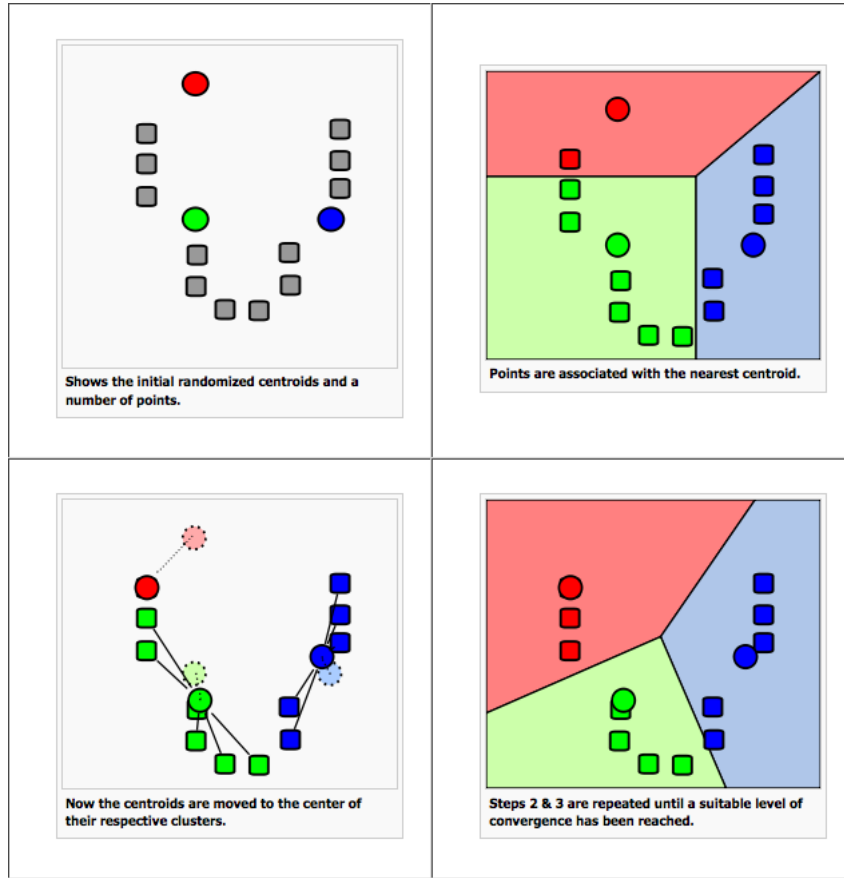 Shows the initial randomized centroids and a
number of points.
Points are associated with the nearest centroid.
Now the centroids are moved to the center of
their respective clusters.
Steps 2 & 3 are repeated until a suitable level of
convergence has been reached.